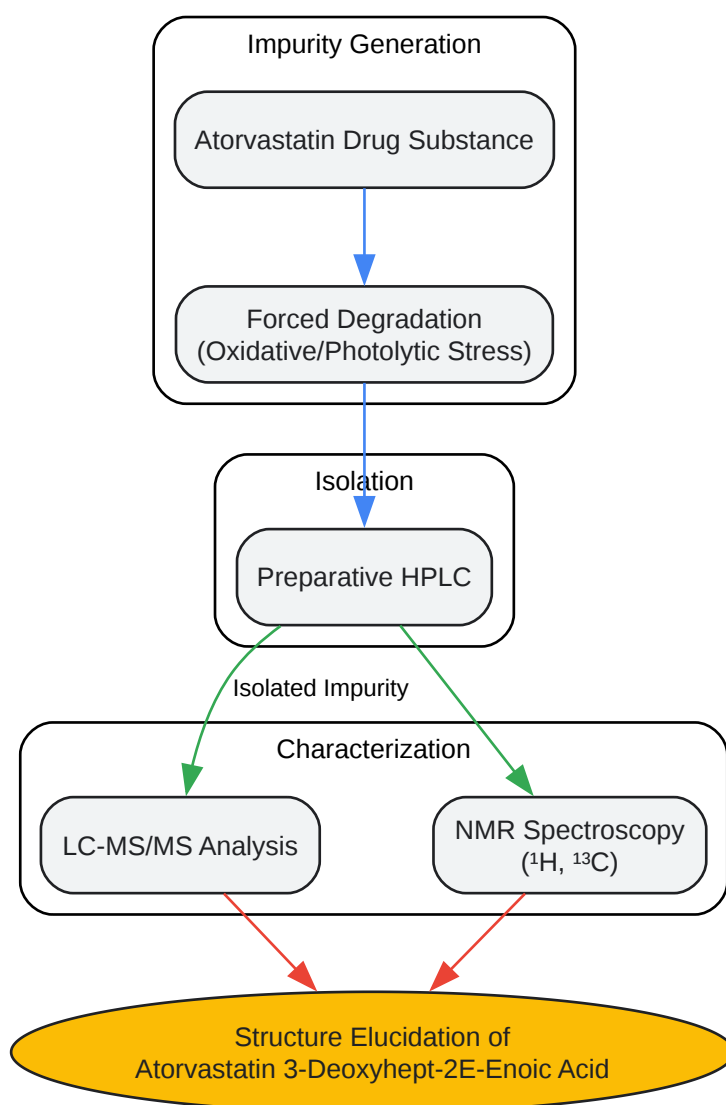 Impurity Generation
Atorvastatin Drug Substance
Forced Degradation
(Oxidative/Photolytic Stress)
Isolation
Preparative HPLC
Isolated Impurity
Characterization
LC-MS/MS Analysis
NMR Spectroscopy
(¹H, ¹³C)
Structure Elucidation of
Atorvastatin 3-Deoxyhept-2E-Enoic Acid